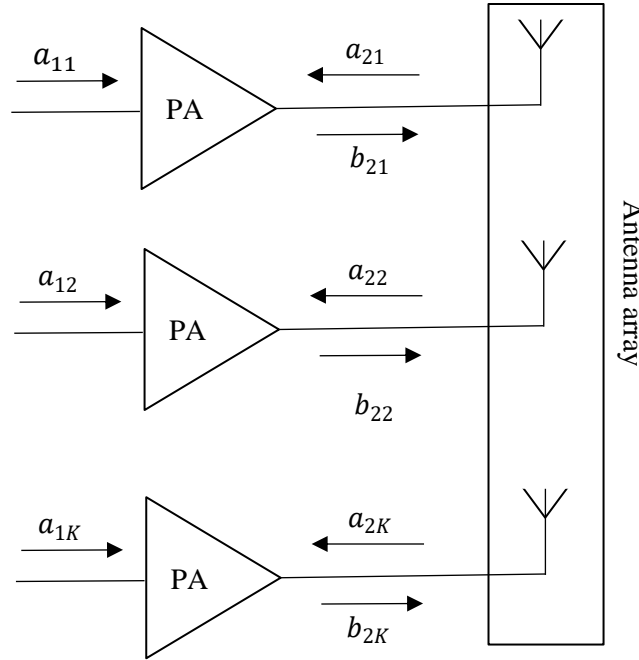 a₁₁
a₂₁
PA
b₂₁
a₁₂
a₂₂
PA
b₂₂
a₁K
a₂K
PA
b₂K
Antenna array